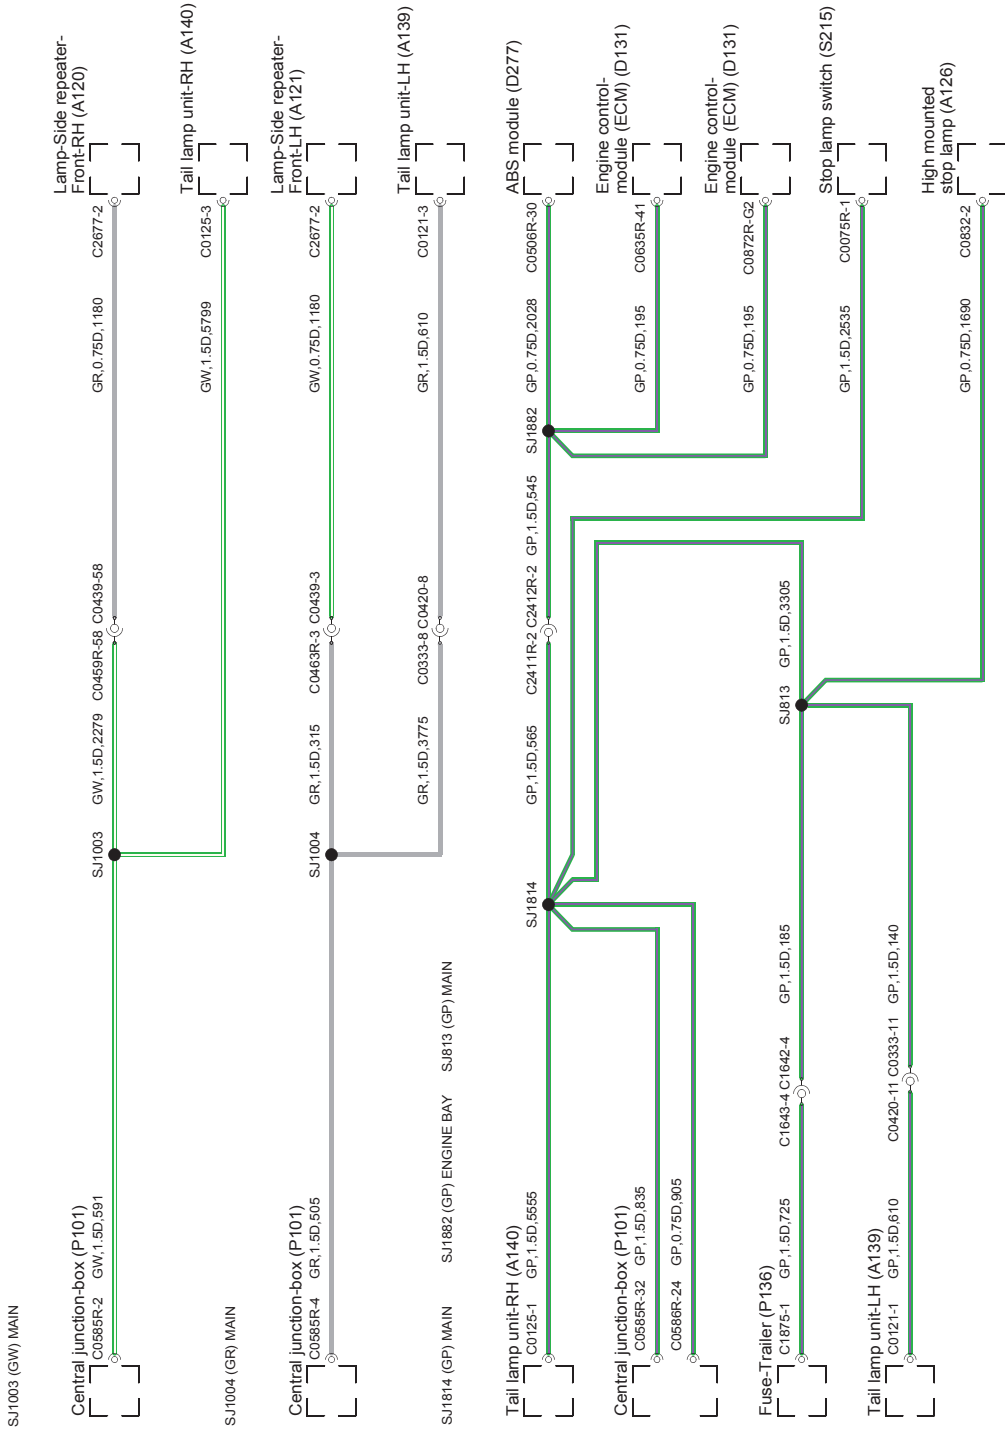 SJ1003 (GW) MAIN
Central junction-box (P101)
C0585R-2
GW,1.5D,591
SJ1003
GW,1.5D,2279
C0459R-58
C0439-58
GR,0.75D,1180
C2677-2
Lamp-Side repeater-
Front-RH (A120)
GW,1.5D,5799
C0125-3
Tail lamp unit-RH (A140)
SJ1004 (GR) MAIN
Central junction-box (P101)
C0585R-4
GR,1.5D,505
SJ1004
GR,1.5D,315
C0463R-3
C0439-3
GW,0.75D,1180
C2677-2
Lamp-Side repeater-
Front-LH (A121)
GR,1.5D,3775
C0333-8
C0420-8
GR,1.5D,610
C0121-3
Tail lamp unit-LH (A139)
SJ1814 (GP) MAIN
SJ1882 (GP) ENGINE BAY
SJ813 (GP) MAIN
Tail lamp unit-RH (A140)
C0125-1
GP,1.5D,5555
SJ1814
GP,1.5D,565
C2411R-2
C2412R-2
GP,1.5D,545
SJ1882
GP,0.75D,2028
C0506R-30
ABS module (D277)
Central junction-box (P101)
C0585R-32
GP,1.5D,835
C0586R-24
GP,0.75D,905
GP,0.75D,195
C0635R-41
Engine control-
module (ECM) (D131)
GP,0.75D,195
C0872R-G2
Engine control-
module (ECM) (D131)
Fuse-Trailer (P136)
C1875-1
GP,1.5D,725
C1643-4
C1642-4
GP,1.5D,185
SJ813
GP,1.5D,3305
GP,1.5D,2535
C0075R-1
Stop lamp switch (S215)
Tail lamp unit-LH (A139)
C0121-1
GP,1.5D,610
C0420-11
C0333-11
GP,1.5D,140
GP,0.75D,1690
C0832-2
High mounted
stop lamp (A126)